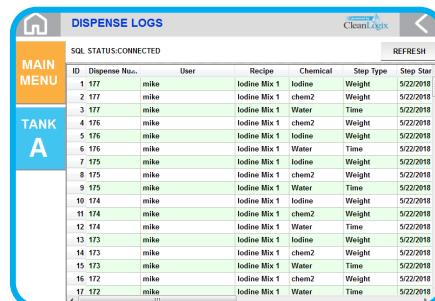 DISPENSE LOGS
CleanLogix
SQL STATUS:CONNECTED
REFRESH
MAIN
MENU
TANK
A
ID Dispense Nu... User Recipe Chemical Step Type Step Star
1 177 mike Iodine Mix 1 Iodine Weight 5/22/2018
2 177 mike Iodine Mix 1 chem2 Weight 5/22/2018
3 177 mike Iodine Mix 1 Water Time 5/22/2018
4 176 mike Iodine Mix 1 chem2 Weight 5/22/2018
5 176 mike Iodine Mix 1 Iodine Weight 5/22/2018
6 176 mike Iodine Mix 1 Water Time 5/22/2018
7 175 mike Iodine Mix 1 Iodine Weight 5/22/2018
8 175 mike Iodine Mix 1 chem2 Weight 5/22/2018
9 175 mike Iodine Mix 1 Water Time 5/22/2018
10 174 mike Iodine Mix 1 Iodine Weight 5/22/2018
11 174 mike Iodine Mix 1 chem2 Weight 5/22/2018
12 174 mike Iodine Mix 1 Water Time 5/22/2018
13 173 mike Iodine Mix 1 Iodine Weight 5/22/2018
14 173 mike Iodine Mix 1 chem2 Weight 5/22/2018
15 173 mike Iodine Mix 1 Water Time 5/22/2018
16 172 mike Iodine Mix 1 chem2 Weight 5/22/2018
17 172 mike Iodine Mix 1 Water Time 5/22/2018